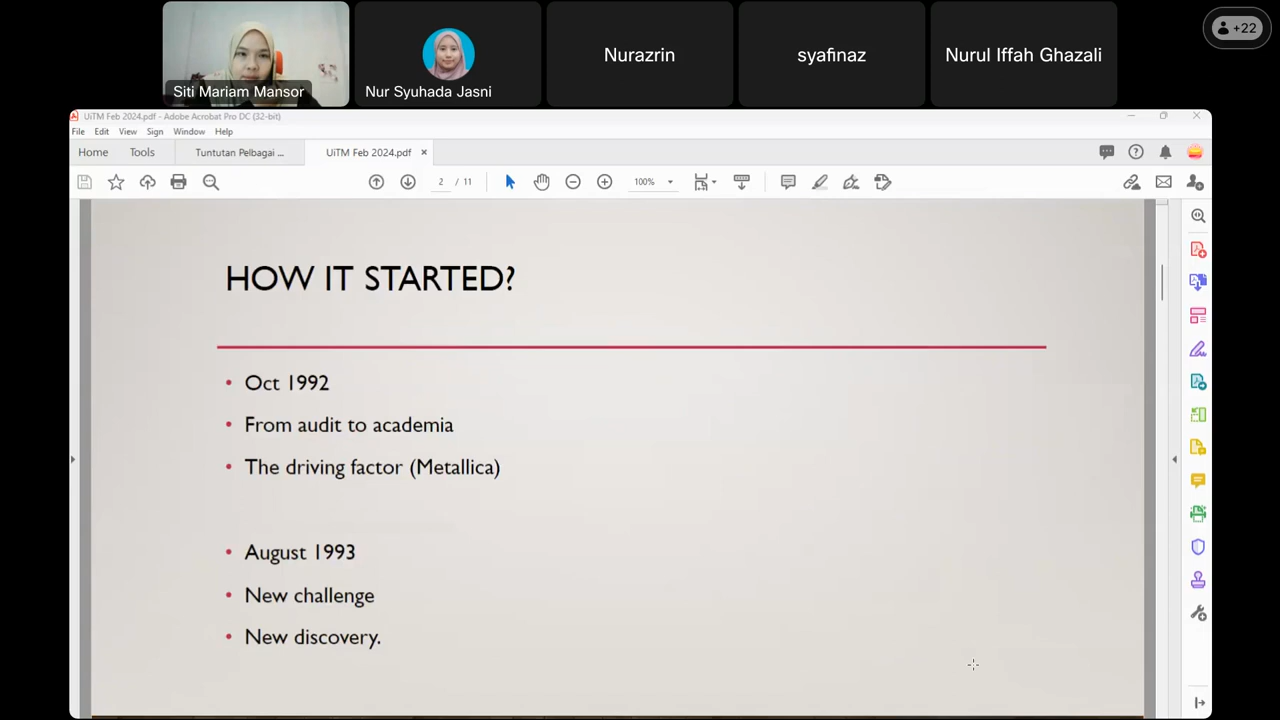 +22
Siti Mariam Mansor
Nur Syuhada Jasni
Nurazrin
syafinaz
Nurul Iffah Ghazali
UiTM Feb 2024.pdf - Adobe Acrobat Pro DC (32-bit)
File Edit View Sign Window Help
Home Tools Tuntutan Pelbagai ... UiTM Feb 2024.pdf ×
2 / 11 100%
HOW IT STARTED?
• Oct 1992
• From audit to academia
• The driving factor (Metallica)
• August 1993
• New challenge
• New discovery.